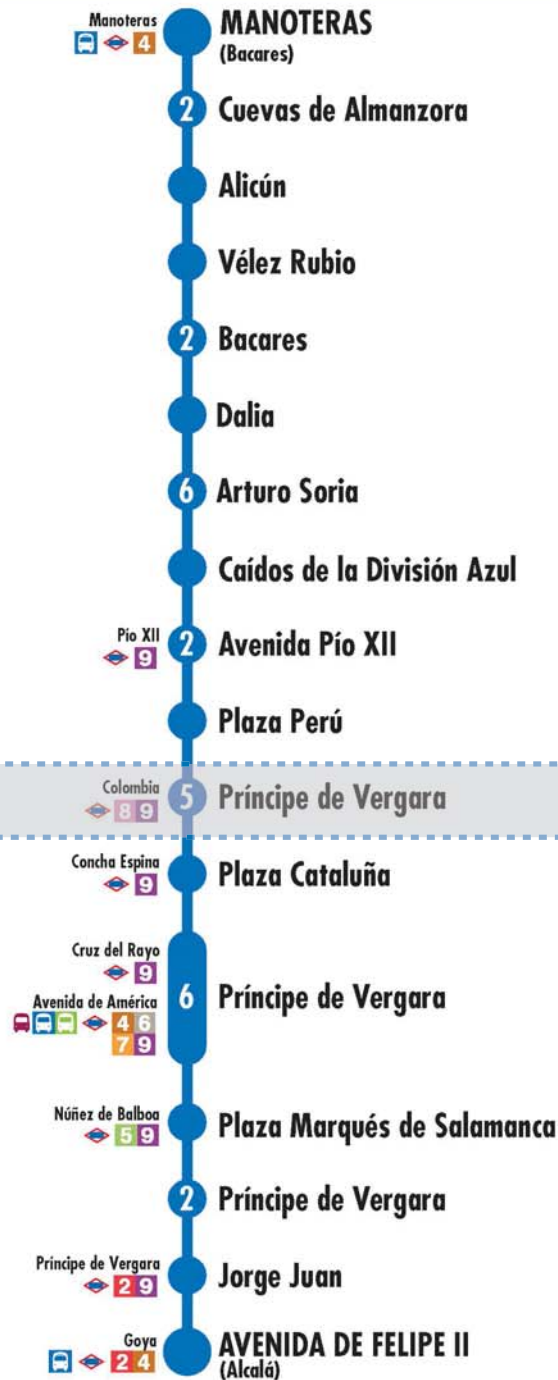 Manoteras
4
MANOTERAS
(Bacares)
2 Cuevas de Almanzora
Alicún
Vélez Rubio
2 Bacares
Dalia
6 Arturo Soria
Caídos de la División Azul
Pío XII
9
2 Avenida Pío XII
Plaza Perú
Colombia
8 9
5 Príncipe de Vergara
Concha Espina
9
Plaza Cataluña
Cruz del Rayo
9
Avenida de América
4 6
7 9
6 Príncipe de Vergara
Núñez de Balboa
5 9
Plaza Marqués de Salamanca
2 Príncipe de Vergara
Príncipe de Vergara
2 9
Jorge Juan
Goya
2 4
AVENIDA DE FELIPE II
(Alcalá)